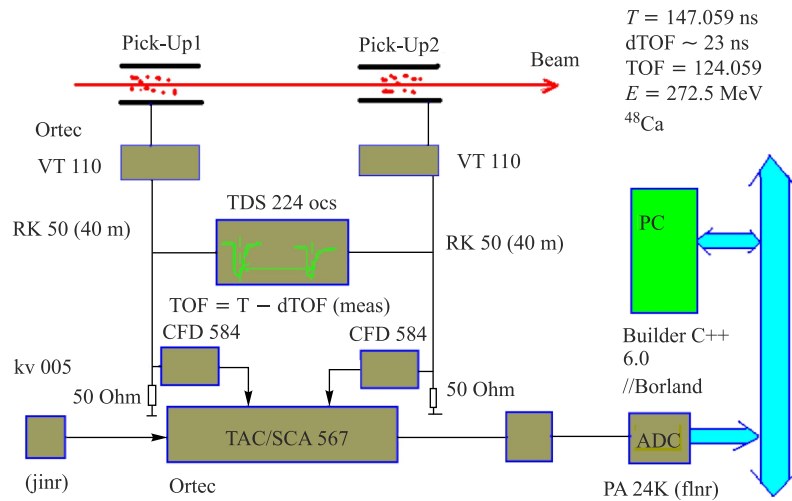 Pick-Up1
Pick-Up2
Beam
T = 147.059 ns
dTOF ~ 23 ns
TOF = 124.059
E = 272.5 MeV
⁴⁸Ca
Ortec
VT 110
VT 110
TDS 224 ocs
RK 50 (40 m)
RK 50 (40 m)
PC
TOF = T − dTOF (meas)
CFD 584
CFD 584
Builder C++
6.0
//Borland
kv 005
50 Ohm
50 Ohm
TAC/SCA 567
ADC
(jinr)
Ortec
PA 24K (flnr)